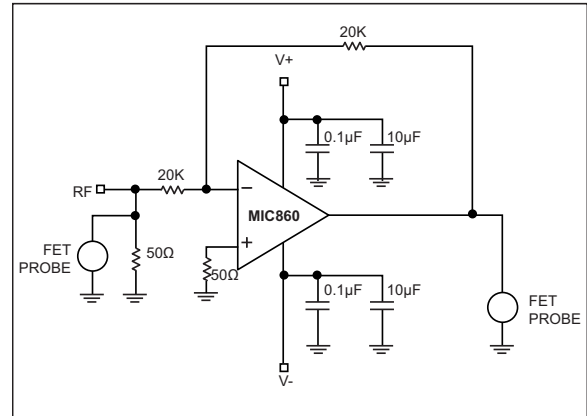 20K
V+
0.1µF
10µF
20K
RF
−
MIC860
+
FET
PROBE
50Ω
50Ω
0.1µF
10µF
FET
PROBE
V-